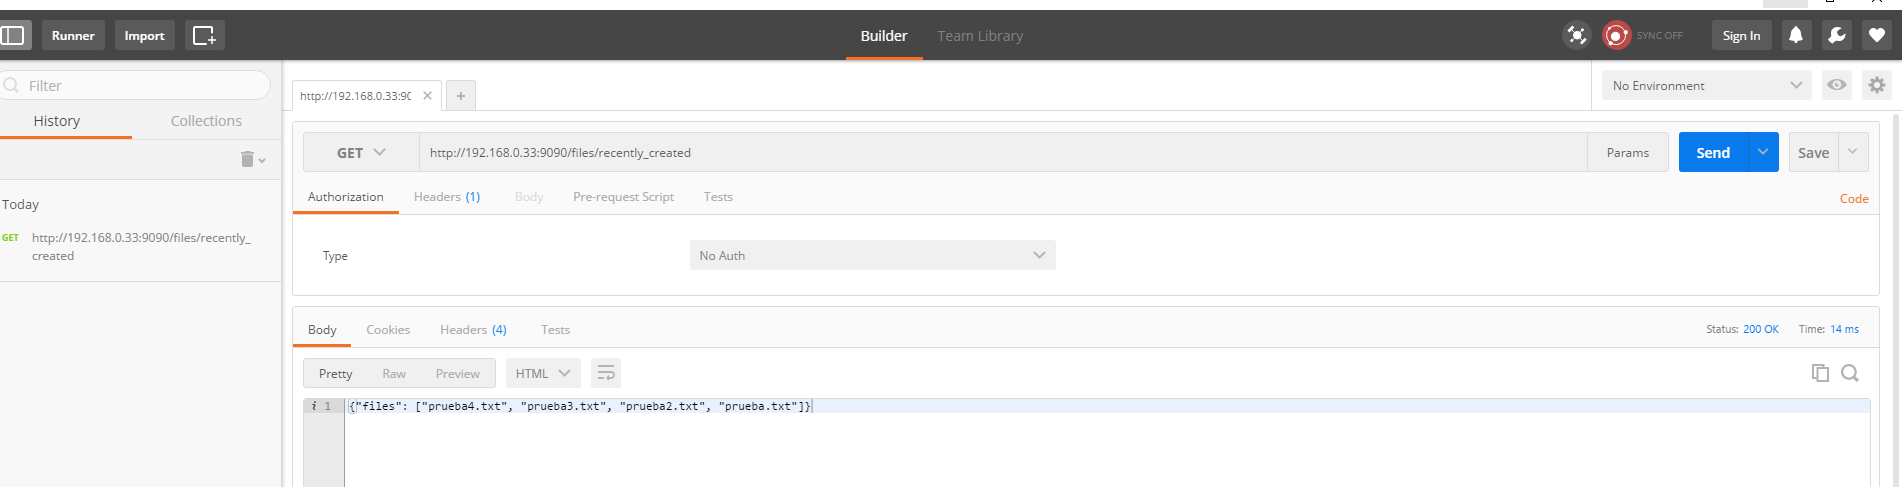 Runner
Import
Builder
Team Library
SYNC OFF
Sign In
Filter
http://192.168.0.33:90
No Environment
History
Collections
GET
http://192.168.0.33:9090/files/recently_created
Params
Send
Save
Authorization
Headers (1)
Body
Pre-request Script
Tests
Code
Today
GET
http://192.168.0.33:9090/files/recently_
created
Type
No Auth
Body
Cookies
Headers (4)
Tests
Status: 200 OK
Time: 14 ms
Pretty
Raw
Preview
HTML
i 1
{"files": ["prueba4.txt", "prueba3.txt", "prueba2.txt", "prueba.txt"]}